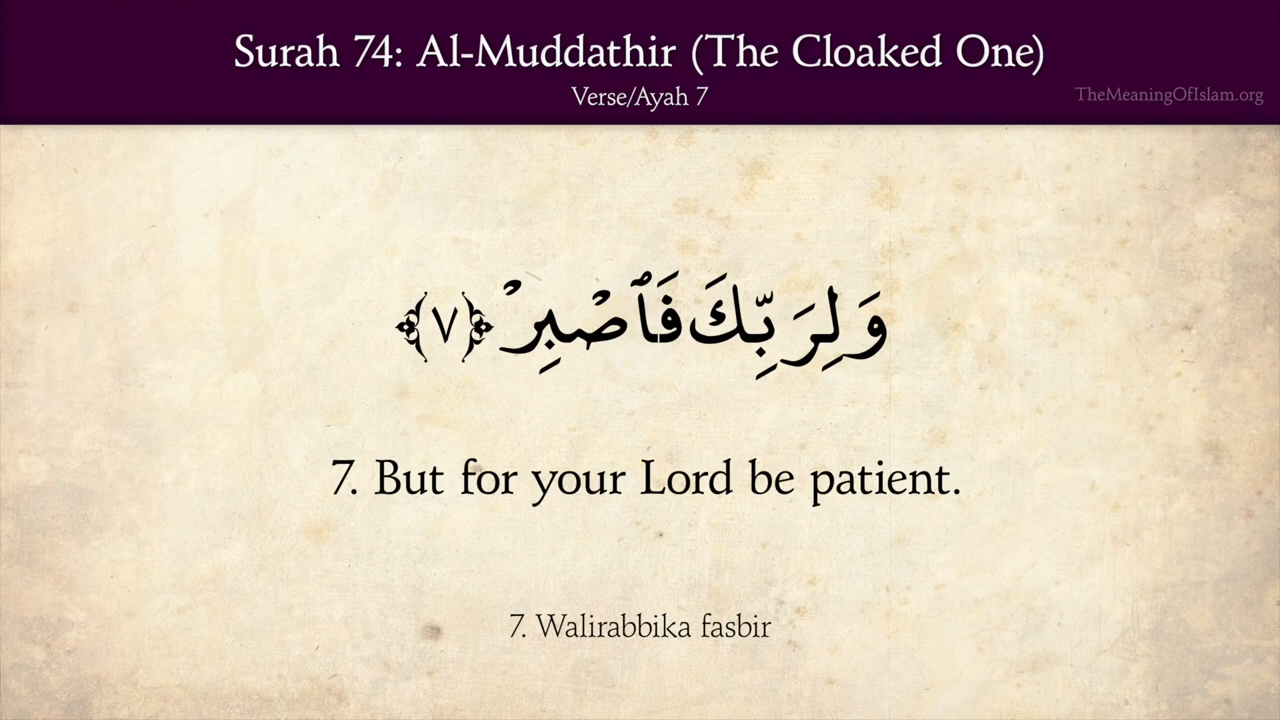 Surah 74: Al-Muddathir (The Cloaked One)
Verse/Ayah 7
TheMeaningOfIslam.org
وَلِرَبِّكَ فَٱصْبِرْ ﴿٧﴾
7. But for your Lord be patient.
7. Walirabbika fasbir